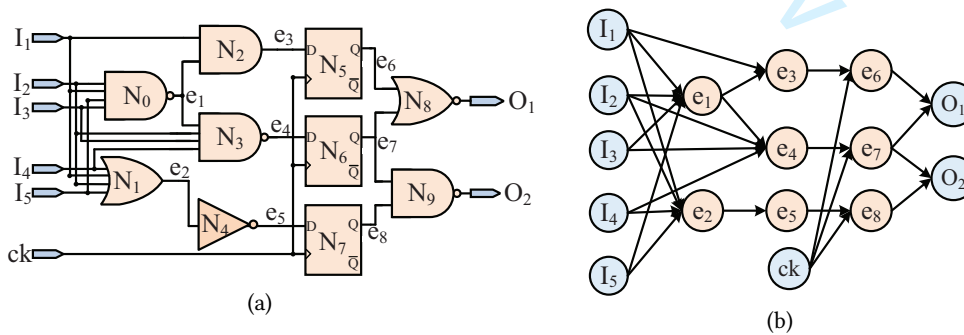 I1 N2 e3 D N5 Q Q e6
I2 N0 e1 N8 O1
I3
N3 e4 D N6 Q Q e7
I4 N1 e2 N9 O2
I5 N4 e5 D N7 Q Q e8
ck
(a)
I1 e3 e6
I2 e1 O1
I3 e4 e7
I4 e2 e5 e8 O2
I5 ck
(b)